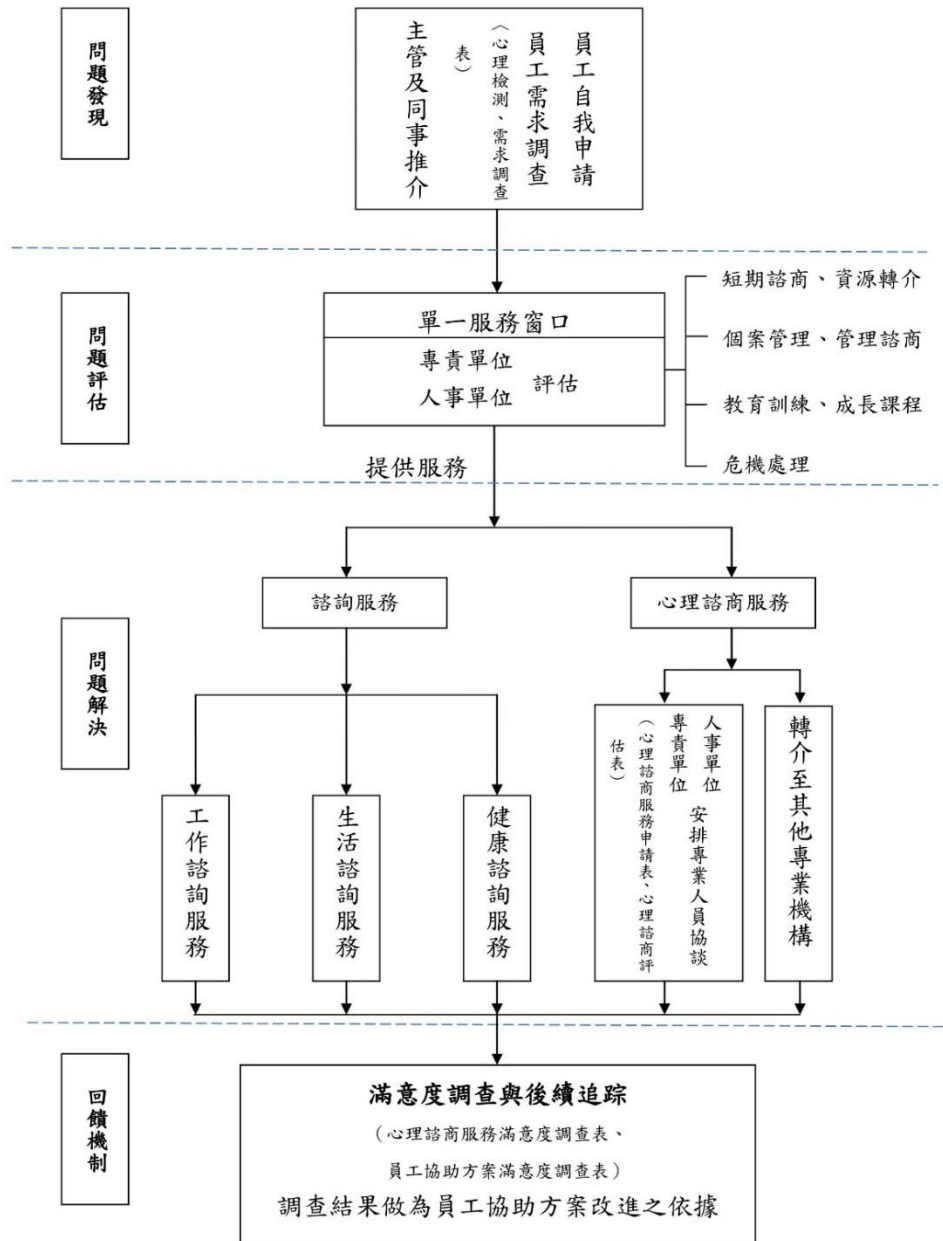 問題發現
員工自我申請
員工需求調查
（心理檢測、需求調查
表）
主管及同事推介
問題評估
單一服務窗口
專責單位
人事單位
評估
短期諮商、資源轉介
個案管理、管理諮商
教育訓練、成長課程
危機處理
提供服務
問題解決
諮詢服務
心理諮商服務
工作諮詢服務
生活諮詢服務
健康諮詢服務
人事單位
專責單位
安排專業人員協談
（心理諮商服務申請表、心理諮商評
估表）
轉介至其他專業機構
回饋機制
滿意度調查與後續追踪
（心理諮商服務滿意度調查表、
員工協助方案滿意度調查表）
調查結果做為員工協助方案改進之依據